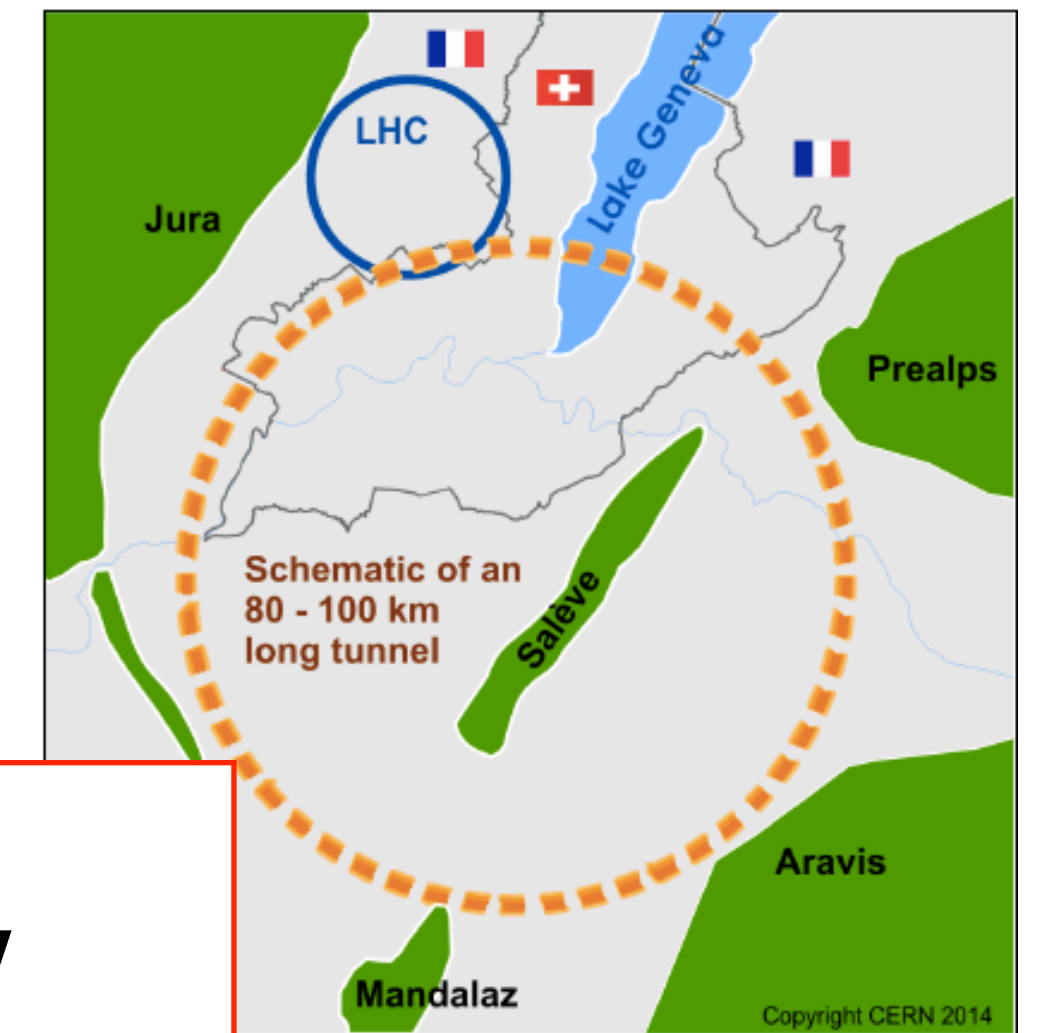 LHC
Lake Geneva
Jura
Prealps
Schematic of an
80 - 100 km
long tunnel
Salève
Aravis
Mandalaz
Copyright CERN 2014